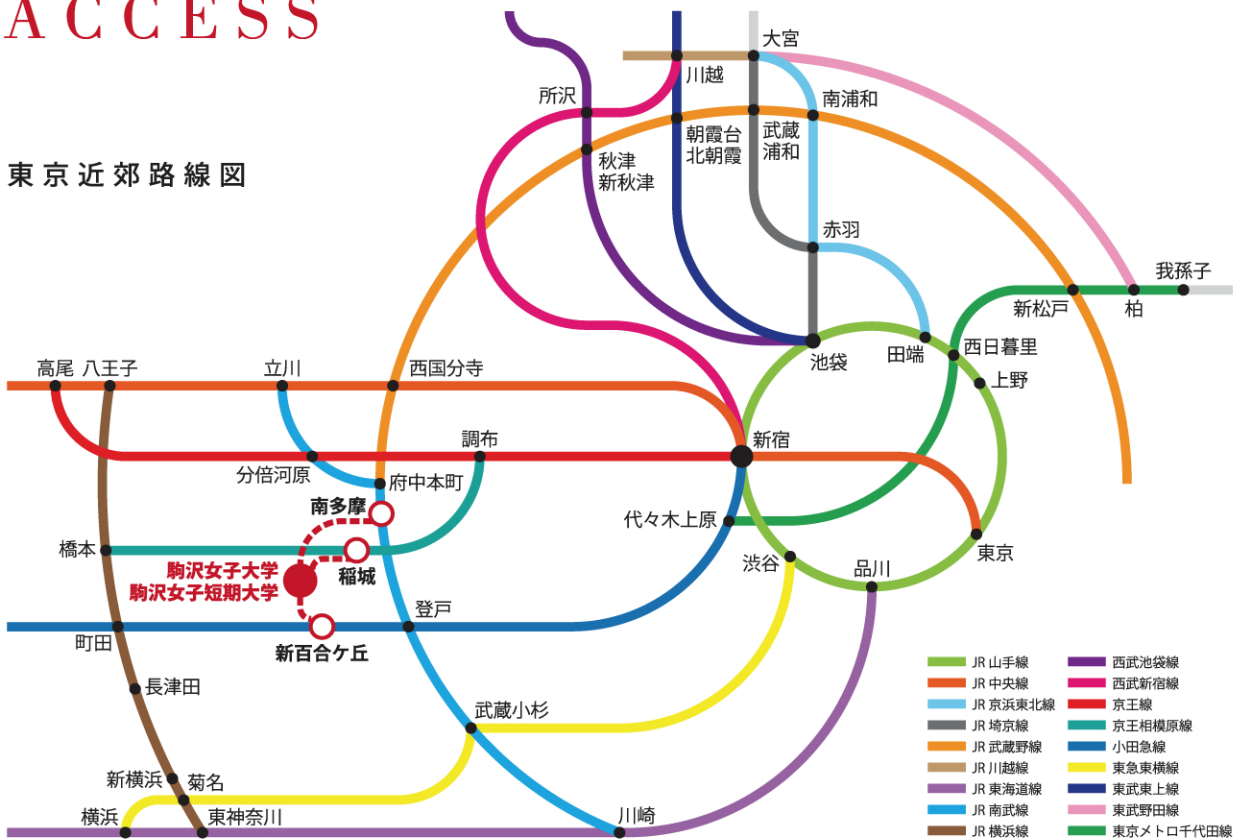 ACCESS
東京近郊路線図
大宮
川越
所沢
南浦和
朝霞台
北朝霞
武蔵
浦和
秋津
新秋津
赤羽
我孫子
新松戸
柏
西日暮里
田端
池袋
上野
高尾
八王子
立川
西国分寺
新宿
調布
分倍河原
府中本町
南多摩
代々木上原
東京
橋本
稲城
渋谷
品川
駒沢女子大学
駒沢女子短期大学
登戸
町田
新百合ケ丘
長津田
武蔵小杉
新横浜
菊名
横浜
東神奈川
川崎
JR 山手線
JR 中央線
JR 京浜東北線
JR 埼京線
JR 武蔵野線
JR 川越線
JR 東海道線
JR 南武線
JR 横浜線
西武池袋線
西武新宿線
京王線
京王相模原線
小田急線
東急東横線
東武東上線
東武野田線
東京メトロ千代田線